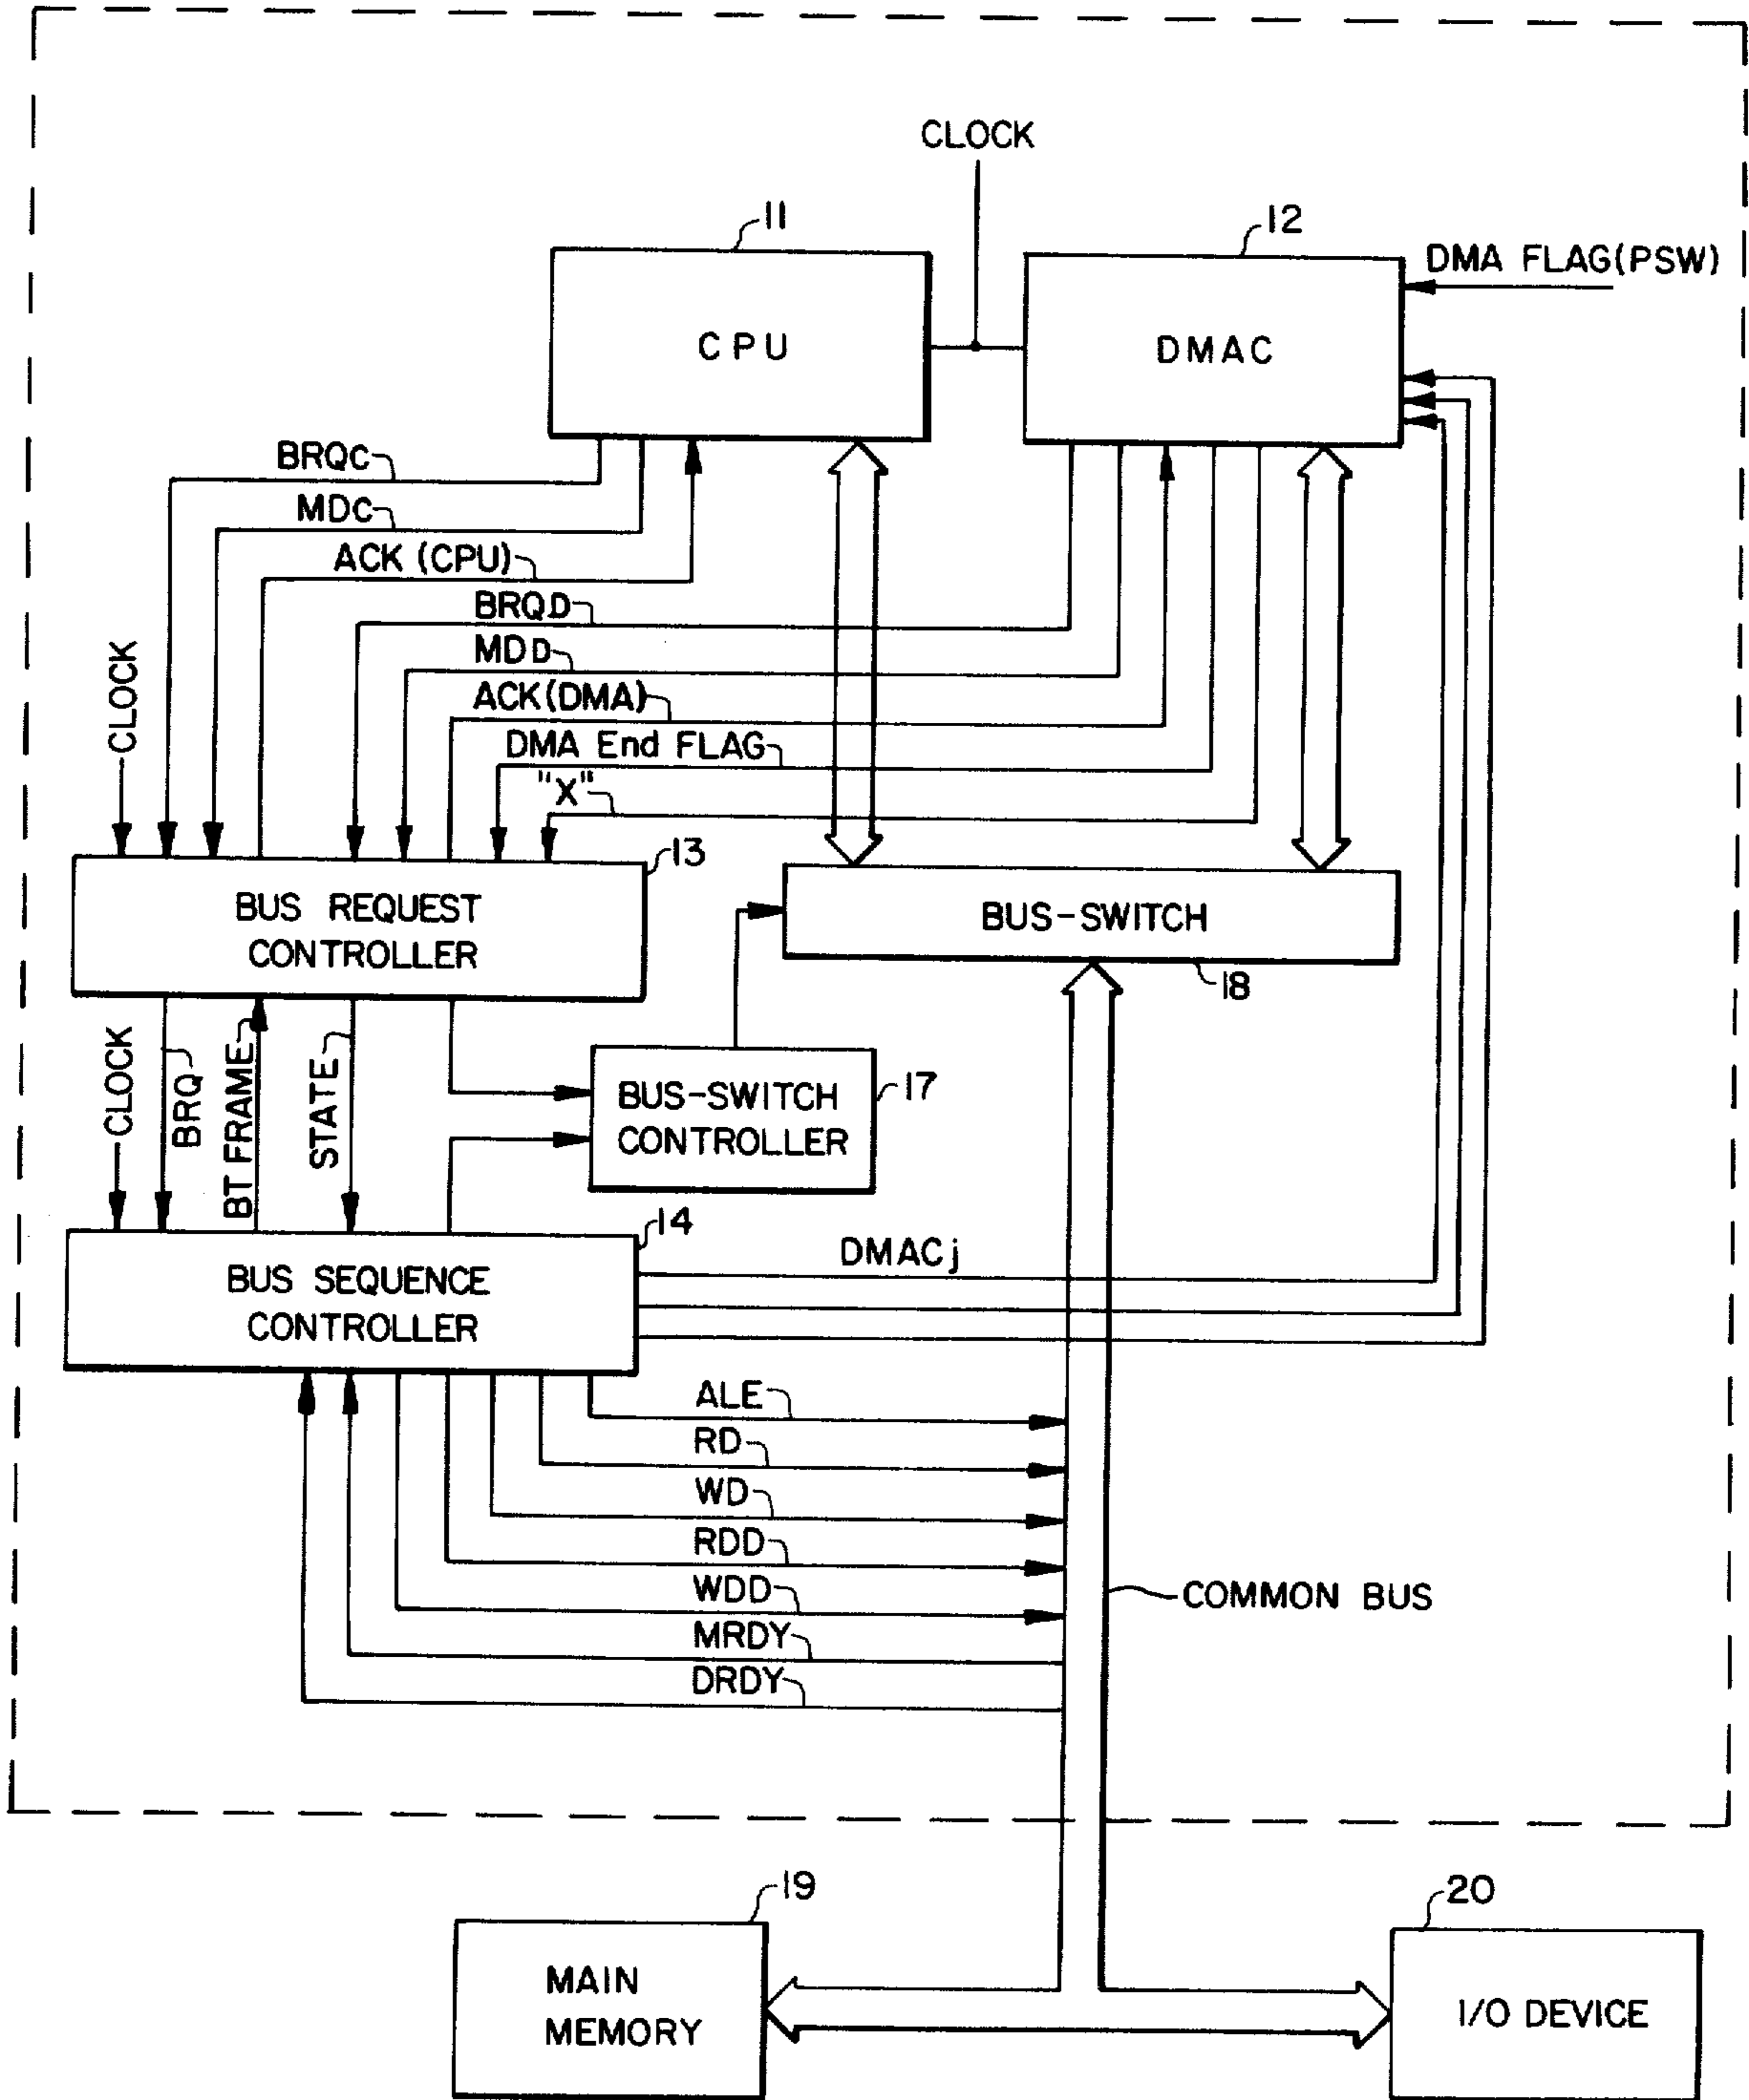 CLOCK
11
12
DMA FLAG(PSW)
CPU
DMAC
BRQC
MDC
ACK (CPU)
BRQD
MDD
ACK(DMA)
DMA End FLAG
"X"
CLOCK
13
BUS REQUEST
CONTROLLER
BUS-SWITCH
18
CLOCK
BRQ
BT FRAME
STATE
BUS-SWITCH
CONTROLLER
17
14
BUS SEQUENCE
CONTROLLER
DMACj
ALE
RD
WD
RDD
WDD
MRDY
DRDY
COMMON BUS
19
20
MAIN
MEMORY
I/O DEVICE